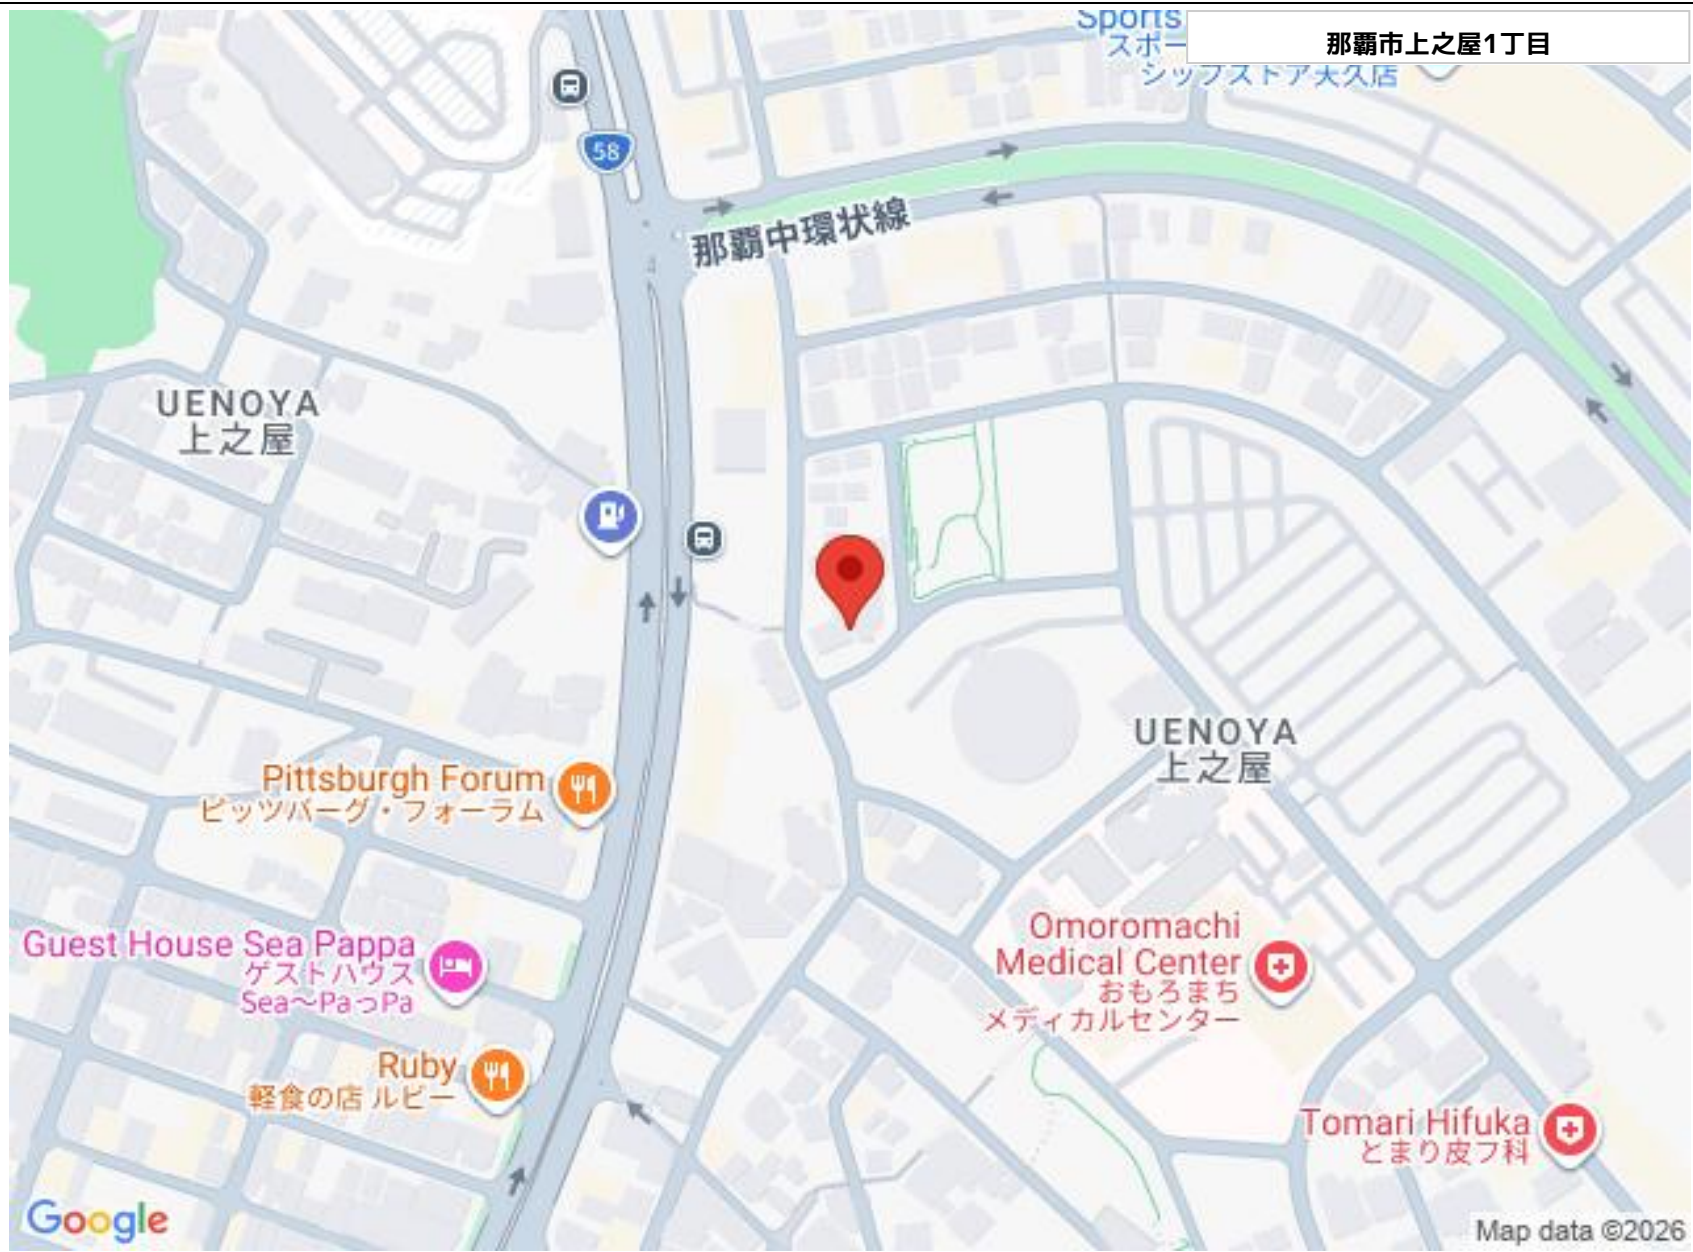 Sports
スポー
シップストア天久店
那覇市上之屋1丁目
58
那覇中環状線
UENOYA
上之屋
UENOYA
上之屋
Pittsburgh Forum
ピッツバーグ・フォーラム
Guest House Sea Pappa
ゲストハウス
Sea～PaっPa
Omoromachi
Medical Center
おもろまち
メディカルセンター
Ruby
軽食の店 ルビー
Tomari Hifuka
とまり皮フ科
Google
Map data ©2026